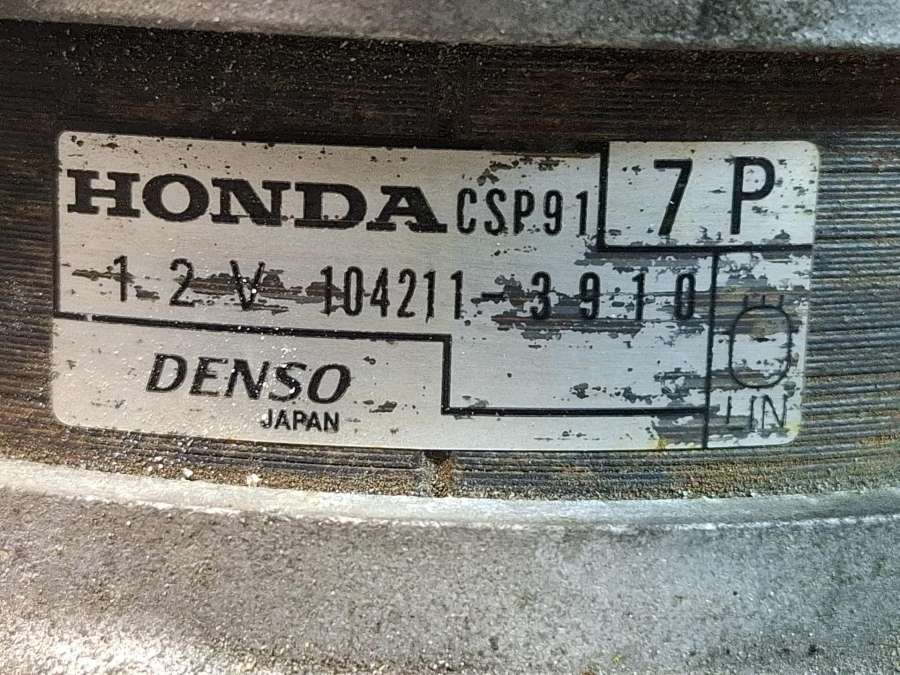 HONDA CSP91 7P
12V 104211-3910
DENSO
JAPAN
LIN